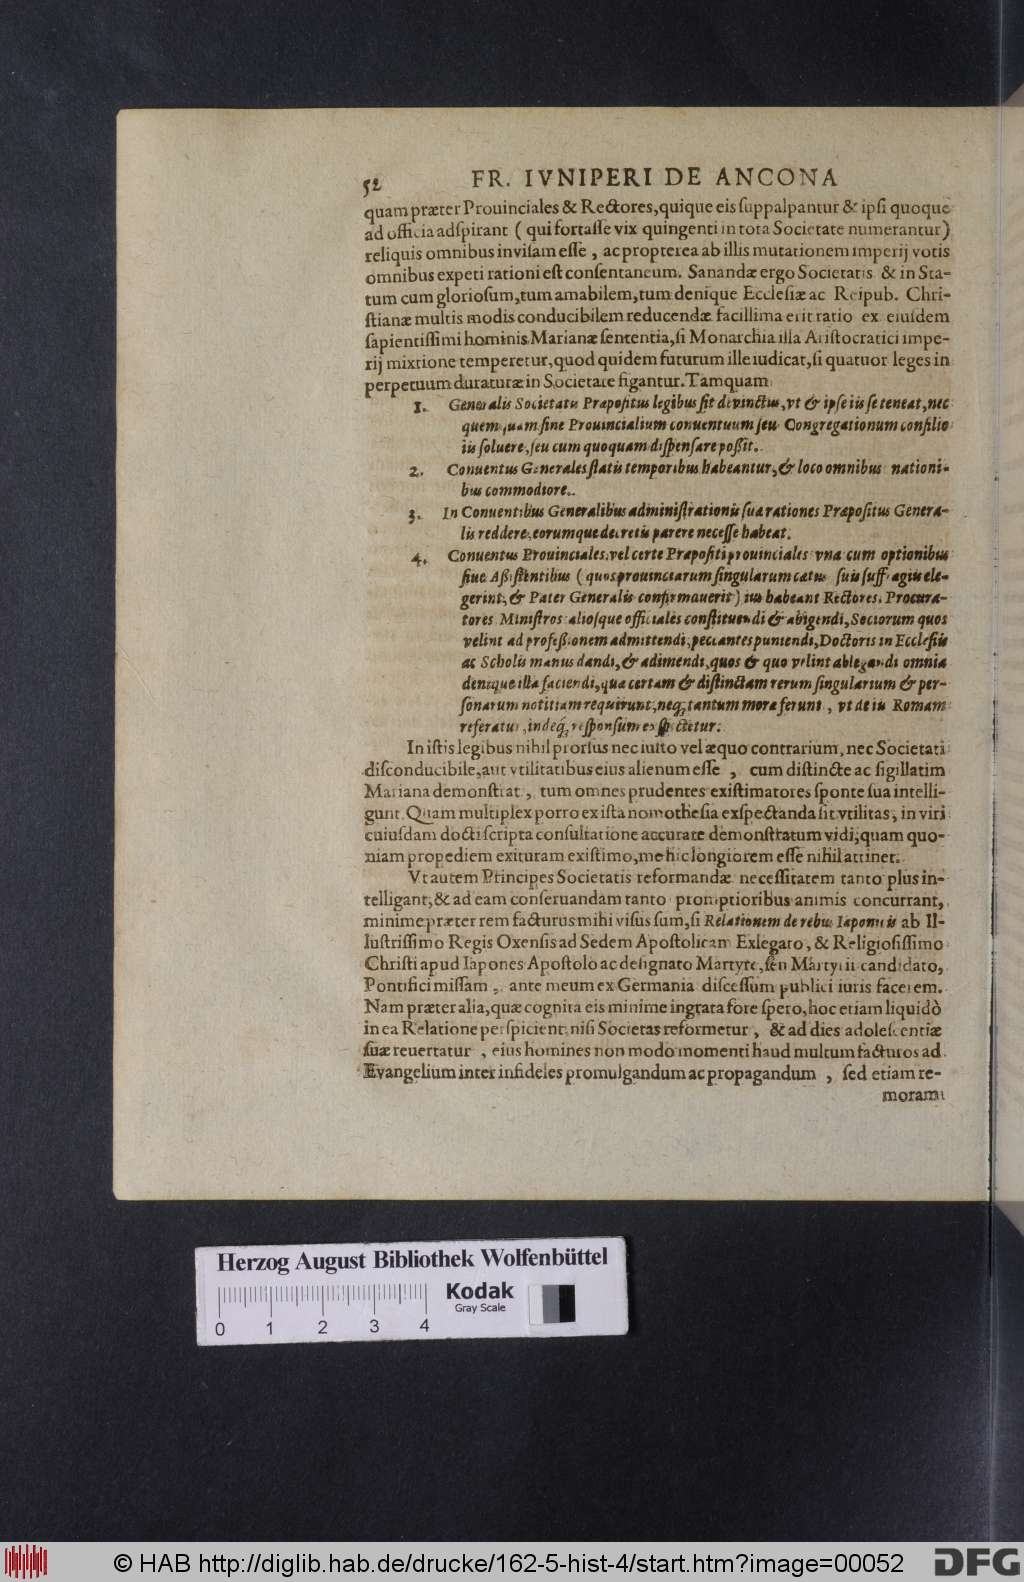 52 FR. IVNIPERI DE ANCONA
quam præter Prouinciales & Rectores, quique eis ſuppalpantur & ipſi quoque
ad officia adſpirant ( qui fortaſſe vix quingenti in tota Societate numerantur)
reliquis omnibus inviſam eſſe , ac propterea ab illis mutationem imperij votis
omnibus expeti rationi eſt conſentaneum. Sanandæ ergo Societatis & in Sta-
tum cum glorioſum, tum amabilem, tum denique Eccleſiæ ac Reipub. Chri-
ſtianæ multis modis conducibilem reducendæ facillima erit ratio ex eiuſdem
ſapientiſſimi hominis Marianæ ſententia, ſi Monarchia illa Ariſtocratici impe-
rij mixtione temperetur, quod quidem futurum ille iudicat, ſi quatuor leges in
perpetuum duraturæ in Societate figantur. Tamquam
1. Generalis Societatis Præpoſitus legibus ſit devinctus, vt & ipſe iis ſe teneat, nec
quemquam ſine Prouincialium conuentuum ſeu Congregationum conſilio
iis ſoluere, ſeu cum quoquam diſpenſare poſſit.
2. Conuentus Generales ſtatis temporibus habeantur, & loco omnibus nationi-
bus commodiore.
3. In Conuentibus Generalibus adminiſtrationis ſua rationes Præpoſitus Genera-
lis reddere, eorumque decretis parere neceſſe habeat.
4. Conuentus Prouinciales, vel certe Præpoſiti prouinciales vna cum optionibus
ſiue Aßiſtentibus ( quos prouinciarum ſingularum cætus ſuis ſuffragiis ele-
gerint, & Pater Generalis confirmauerit) ius habeant Rectores, Procura-
tores Miniſtros alioſque officiales conſtituendi & abigendi, Sociorum quos
velint ad profeßionem admittendi, peccantes puniendi, Doctoris in Eccleſiis
ac Scholis munus dandi, & adimendi, quos & quo velint ablegandi omnia
denique illa faciendi, qua certam & diſtinctam rerum ſingularium & per-
ſonarum notitiam requirunt, neq; tantum mora ferunt , vt de iis Romam
referatur, indeq; reſponſum exſpectetur.
In iſtis legibus nihil prorſus nec iuſto vel æquo contrarium, nec Societati
diſconducibile, aut vtilitatibus eius alienum eſſe , cum diſtincte ac ſigillatim
Mariana demonſtrat , tum omnes prudentes exiſtimatores ſponte ſua intelli-
gunt. Quam multiplex porro ex iſta nomotheſia exſpectanda ſit vtilitas, in viri
cuiuſdam docti ſcripta conſultatione accurate demonſtratum vidi; quam quo-
niam propediem exituram exiſtimo, me hic longiorem eſſe nihil attinet.
Vt autem Principes Societatis reformandæ neceſſitatem tanto plus in-
telligant, & ad eam conſeruandam tanto promptioribus animis concurrant,
minime præter rem facturus mihi viſus ſum, ſi Relationem de rebus Iaponiis ab Il-
luſtriſſimo Regis Oxenſis ad Sedem Apoſtolicam Exlegato, & Religioſiſſimo
Chriſti apud Iapones Apoſtolo ac deſignato Martyre, ſeu Martyrii candidato,
Pontifici miſſam , ante meum ex Germania diſceſſum publici iuris facerem.
Nam præter alia, quæ cognita eis minime ingrata fore ſpero, hoc etiam liquidò
in ea Relatione perſpicient: niſi Societas reformetur , & ad dies adoleſcentiæ
ſuæ reuertatur , eius homines non modo momenti haud multum facturos ad
Evangelium inter infideles promulgandum ac propagandum , ſed etiam re-
moram
Herzog August Bibliothek Wolfenbüttel
0 1 2 3 4
Kodak
Gray Scale
© HAB http://diglib.hab.de/drucke/162-5-hist-4/start.htm?image=00052
DFG